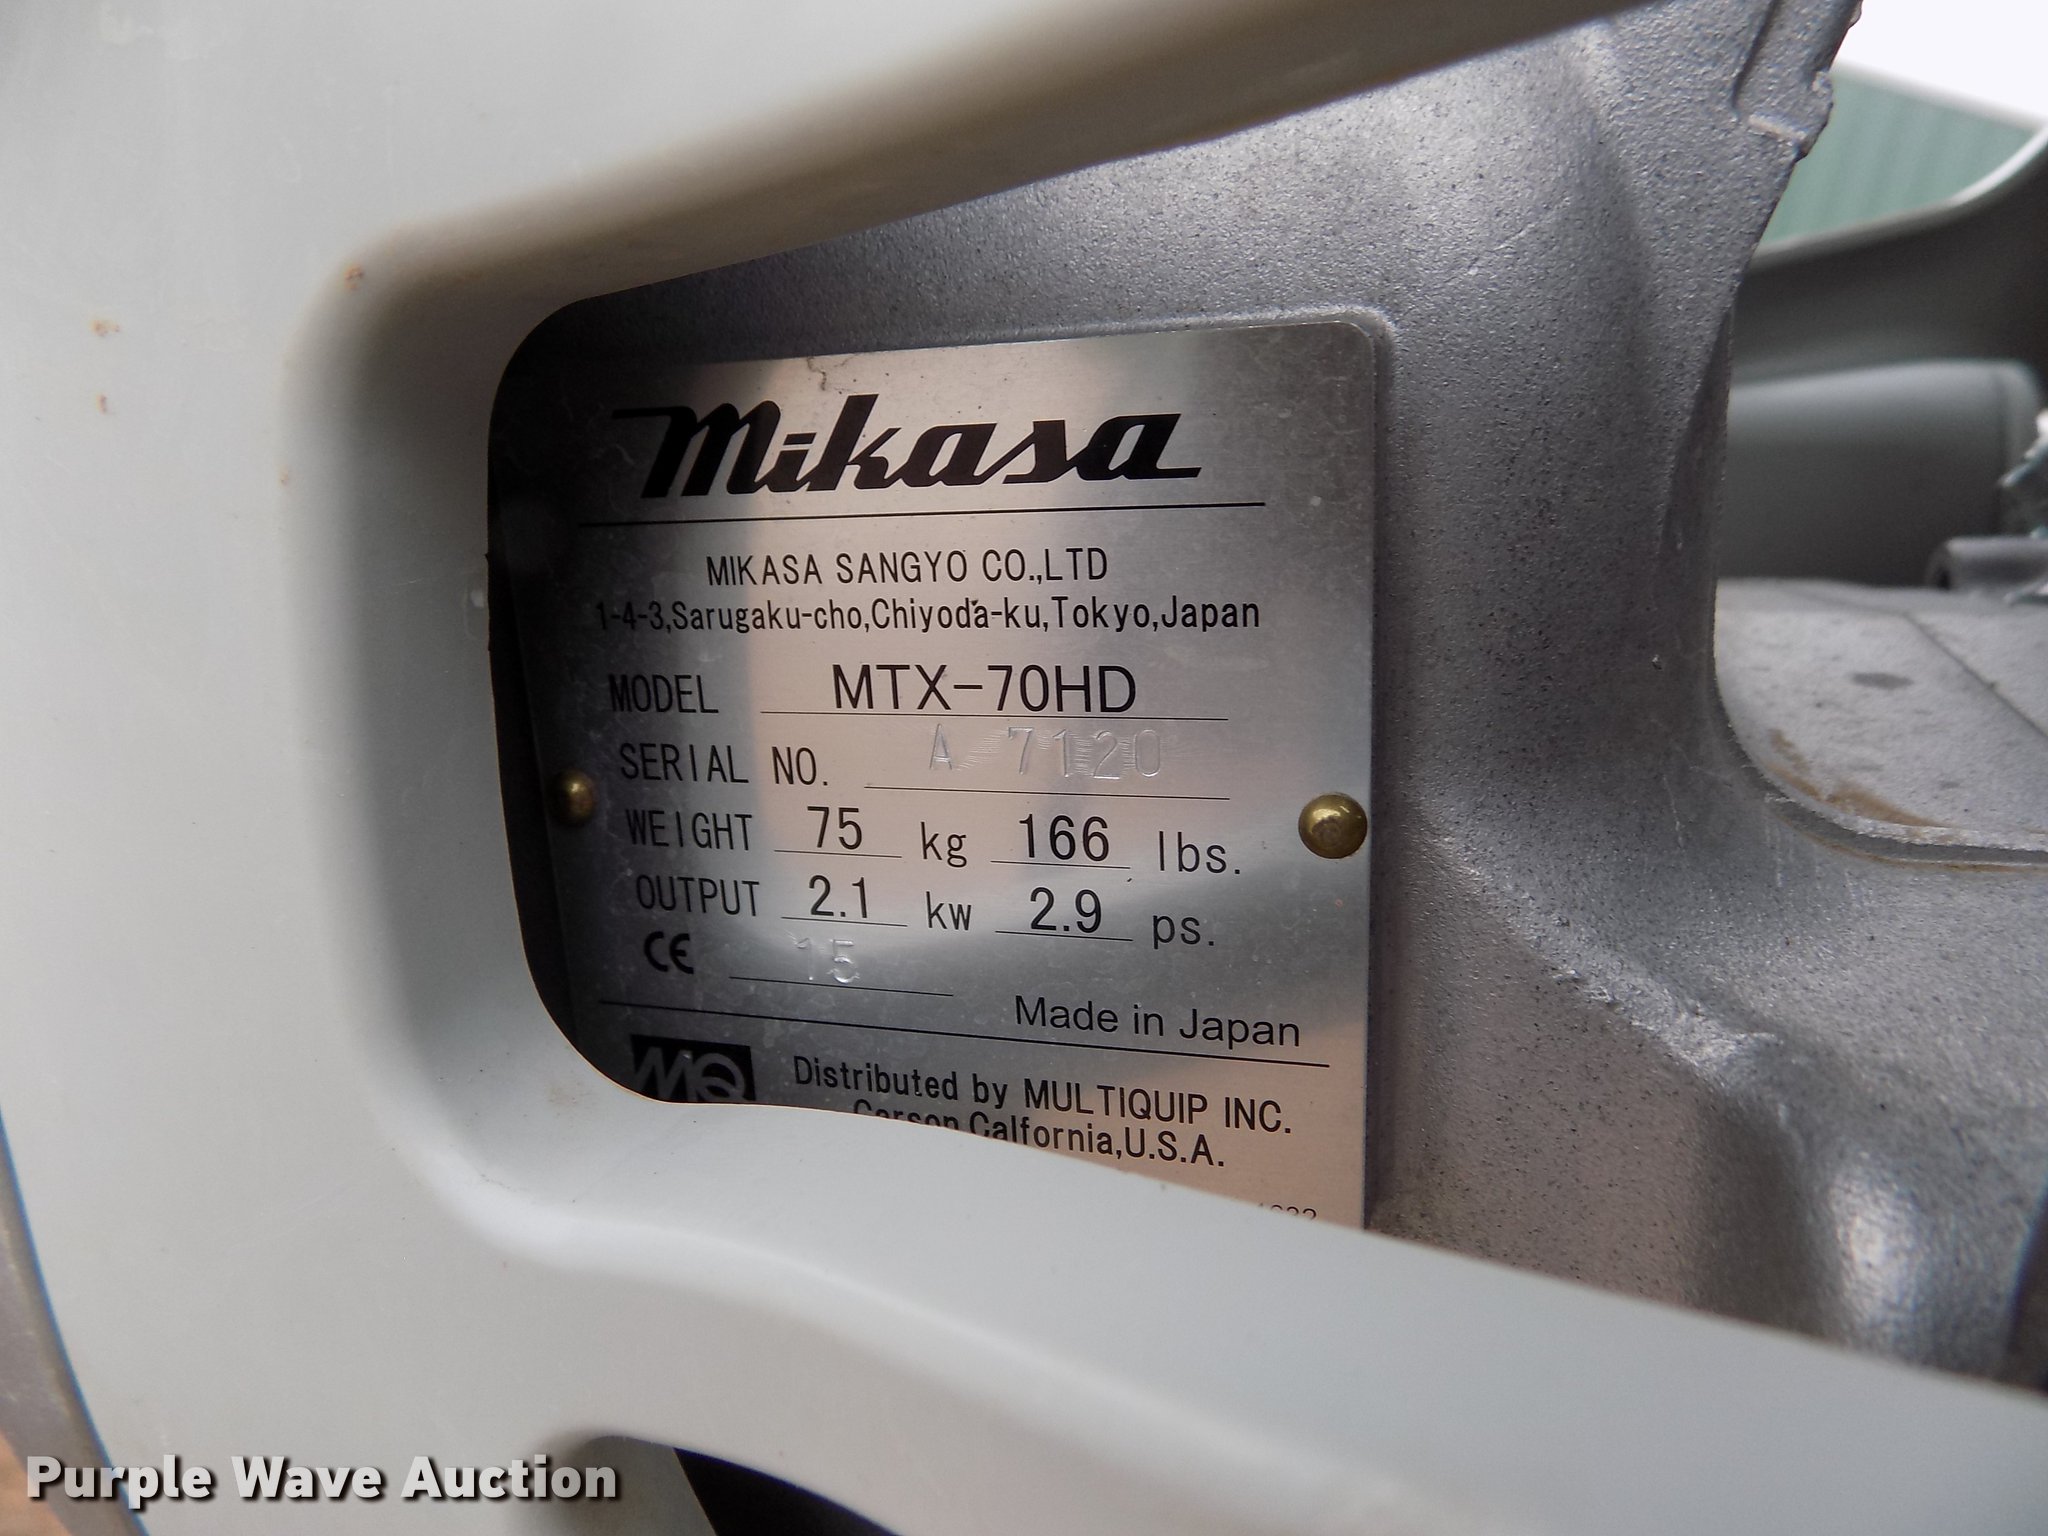 mikasa
MIKASA SANGYO CO.,LTD
1-4-3,Sarugaku-cho,Chiyoda-ku,Tokyo,Japan
MODEL MTX-70HD
SERIAL NO. A 7120
WEIGHT 75 kg 166 lbs.
OUTPUT 2.1 kw 2.9 ps.
CE 15
Made in Japan
MQ Distributed by MULTIQUIP INC.
Carson Calfornia,U.S.A.
Purple Wave Auction